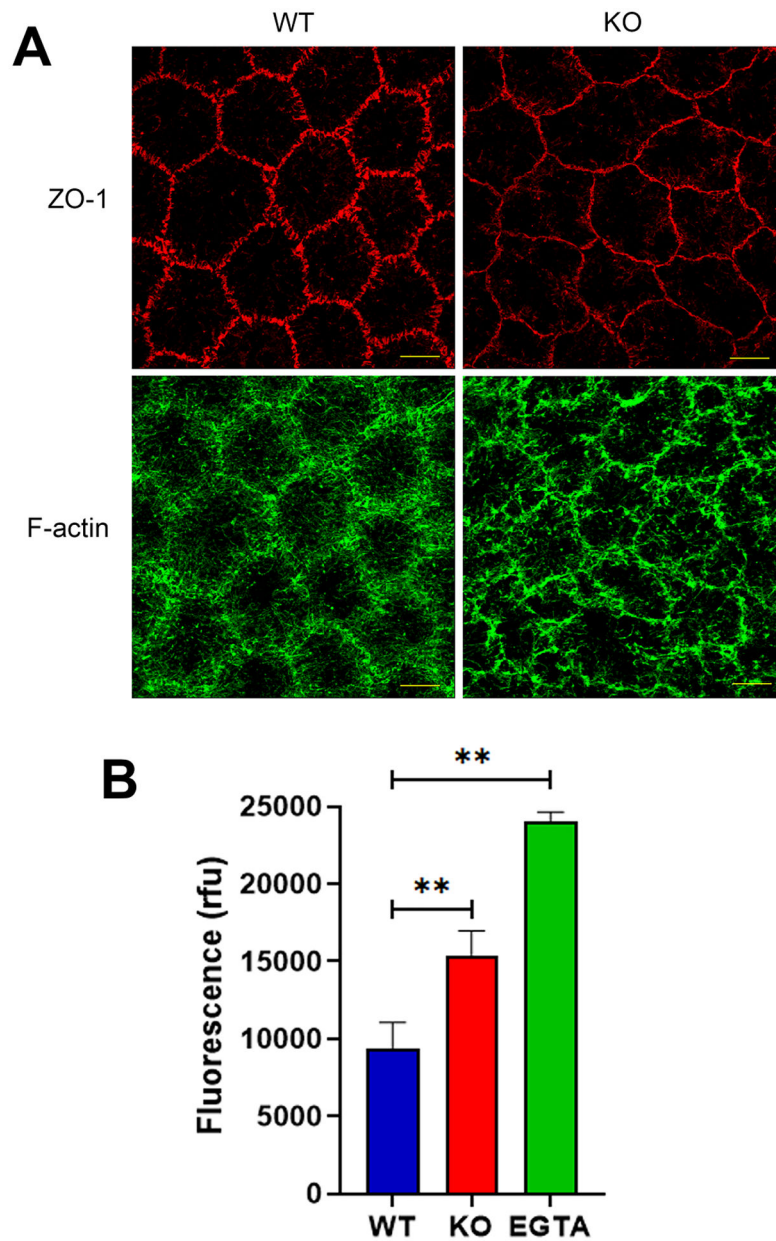 A
WT
KO
ZO-1
F-actin
B
**
**
25000
20000
15000
10000
5000
0
Fluorescence (rfu)
WT
KO
EGTA